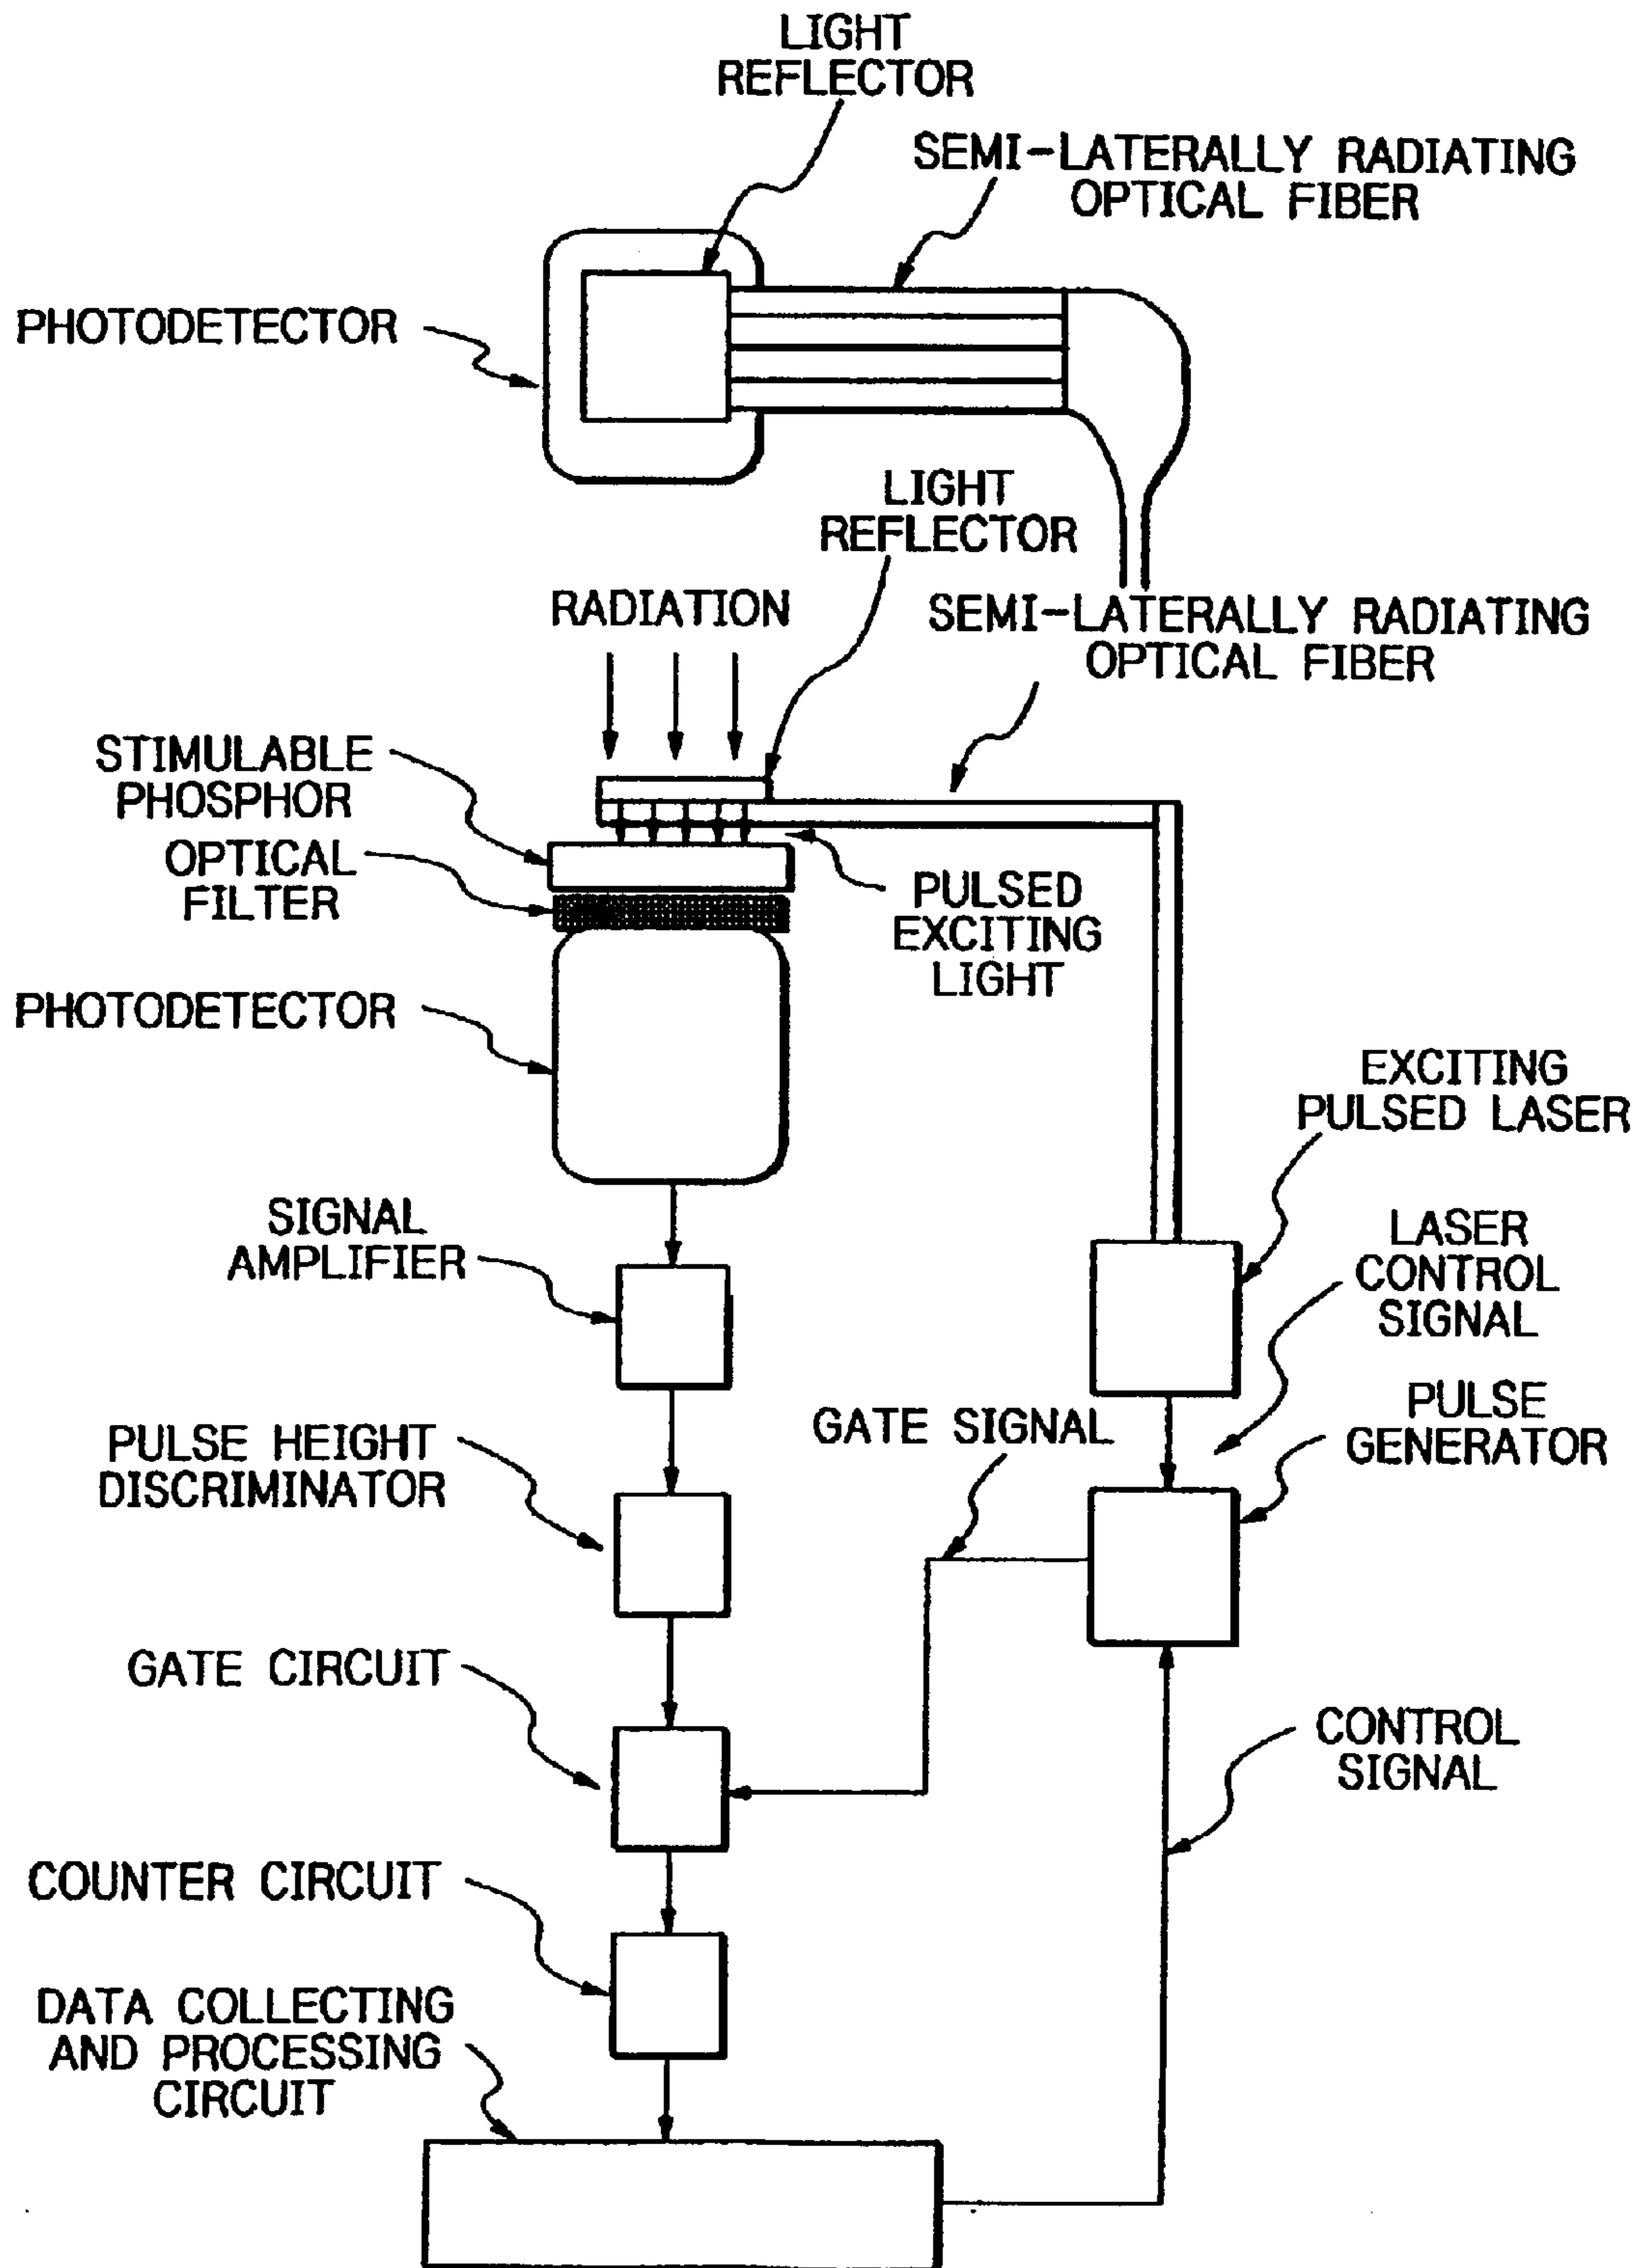 LIGHT
REFLECTOR
SEMI-LATERALLY RADIATING
OPTICAL FIBER
PHOTODETECTOR
LIGHT
REFLECTOR
RADIATION
SEMI-LATERALLY RADIATING
OPTICAL FIBER
STIMULABLE
PHOSPHOR
OPTICAL
FILTER
PULSED
EXCITING
LIGHT
PHOTODETECTOR
EXCITING
PULSED LASER
SIGNAL
AMPLIFIER
LASER
CONTROL
SIGNAL
PULSE
GENERATOR
GATE SIGNAL
PULSE HEIGHT
DISCRIMINATOR
GATE CIRCUIT
CONTROL
SIGNAL
COUNTER CIRCUIT
DATA COLLECTING
AND PROCESSING
CIRCUIT